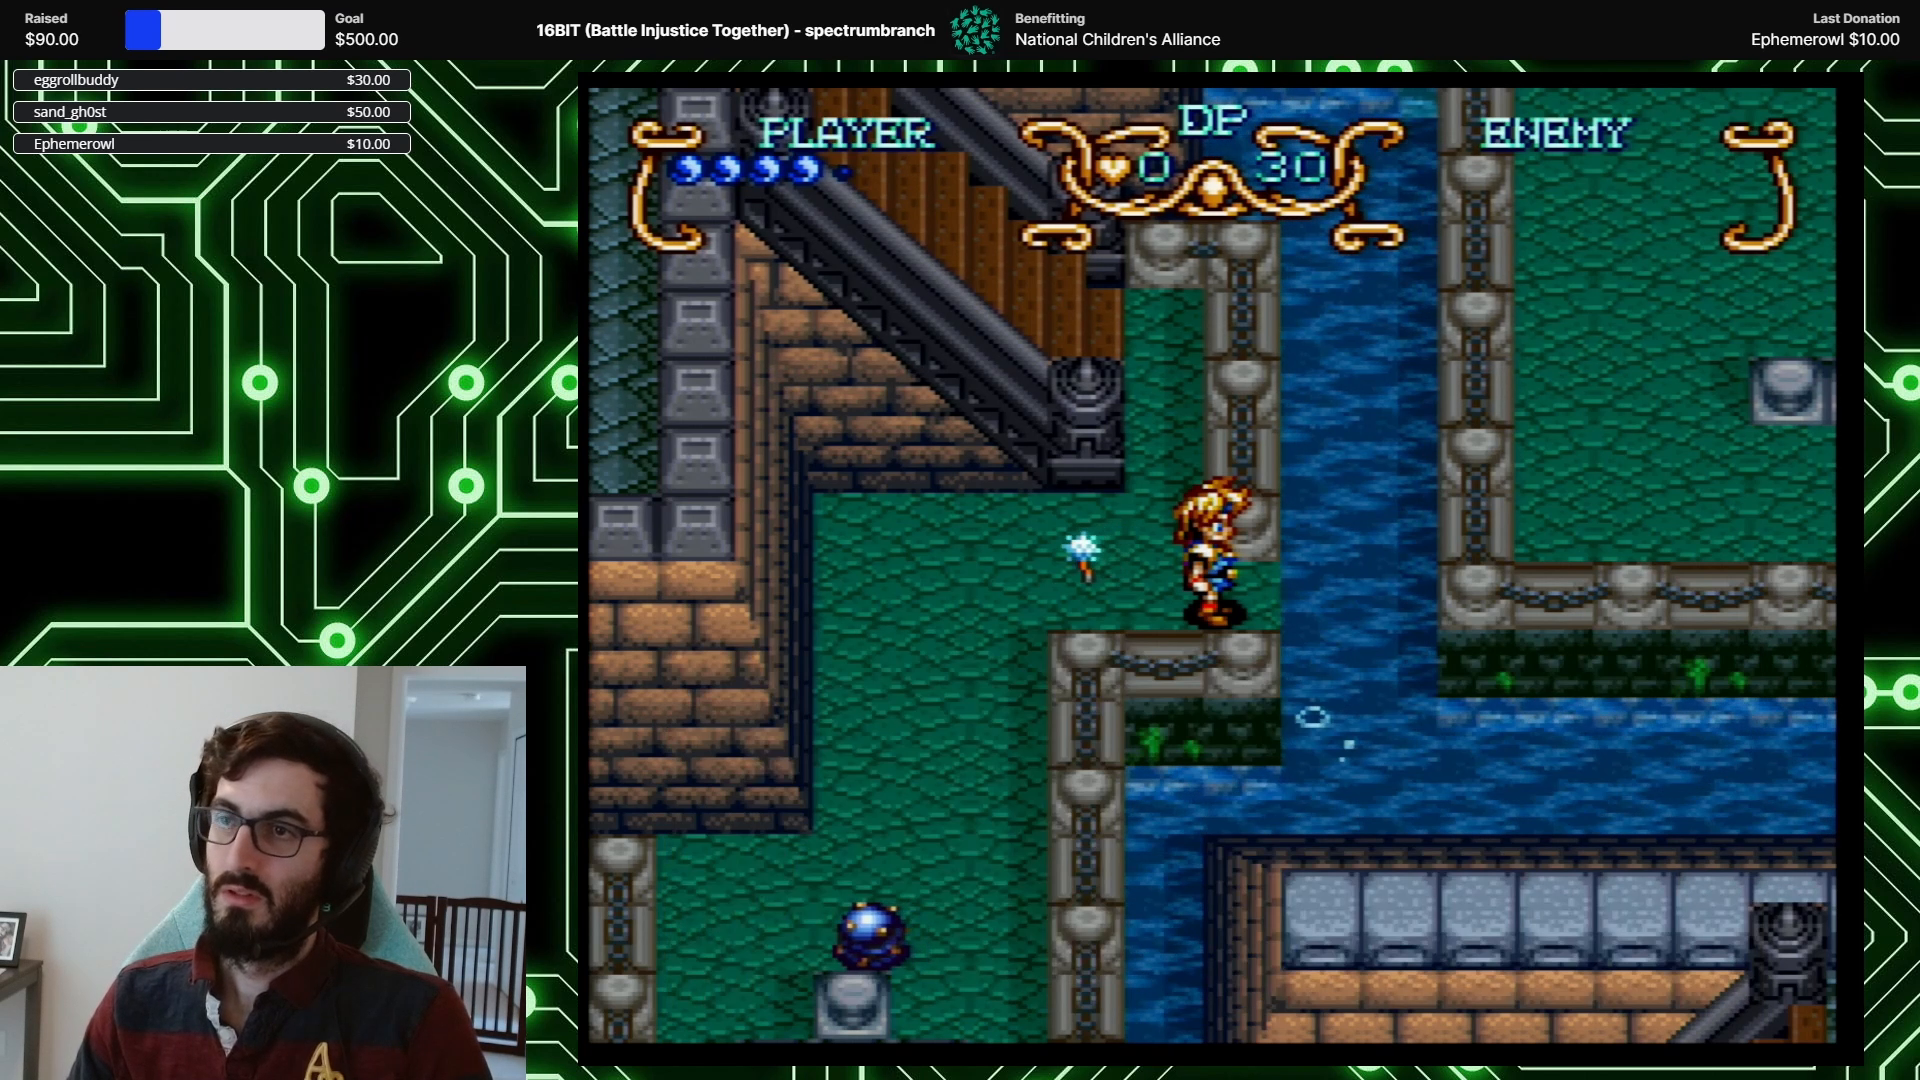 Raised
$90.00
Goal
$500.00
16BIT (Battle Injustice Together) - spectrumbranch
Benefitting
National Children's Alliance
Last Donation
Ephemerowl $10.00
eggrollbuddy $30.00
sand_gh0st $50.00
Ephemerowl $10.00
PLAYER
DP
ENEMY
0
30